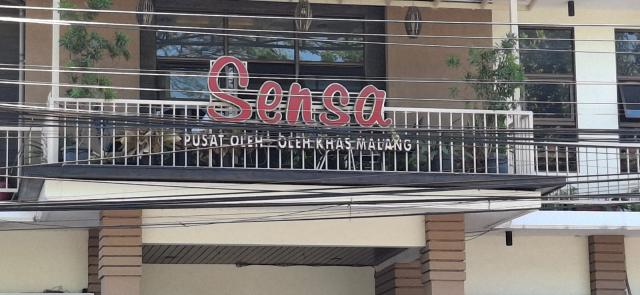 Sensa
PUSAT OLEH - OLEH KHAS MALANG